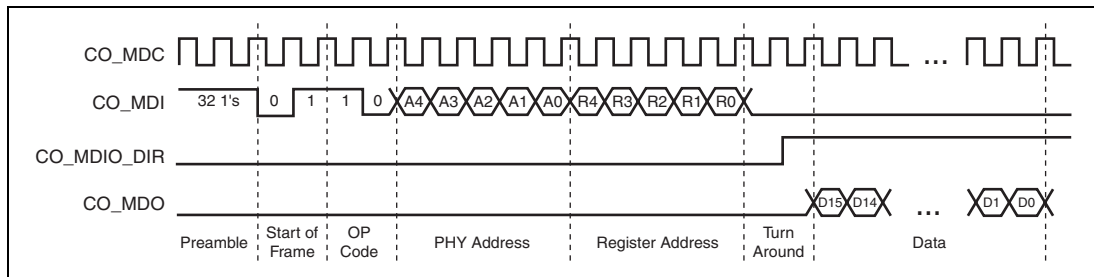 CO_MDC ...
CO_MDI 32 1's 0 1 1 0 A4 A3 A2 A1 A0 R4 R3 R2 R1 R0
CO_MDIO_DIR
CO_MDO D15 D14 ... D1 D0
Preamble Start of Frame OP Code PHY Address Register Address Turn Around Data